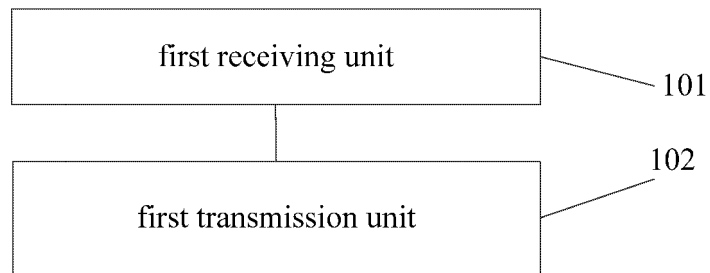 first receiving unit
101
102
first transmission unit